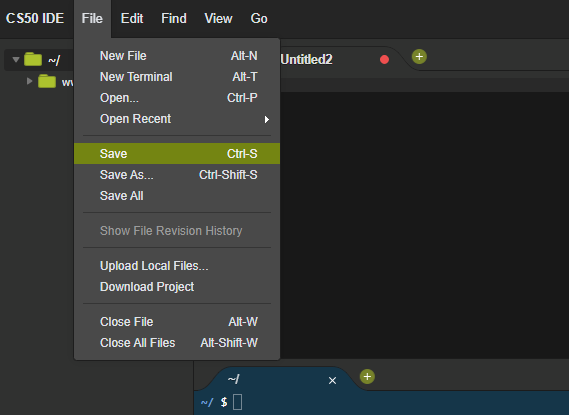 CS50 IDE File Edit Find View Go
~/
Untitled2
New File Alt-N
New Terminal Alt-T
Open... Ctrl-P
Open Recent
Save Ctrl-S
Save As... Ctrl-Shift-S
Save All
Show File Revision History
Upload Local Files...
Download Project
Close File Alt-W
Close All Files Alt-Shift-W
~/
~/ $